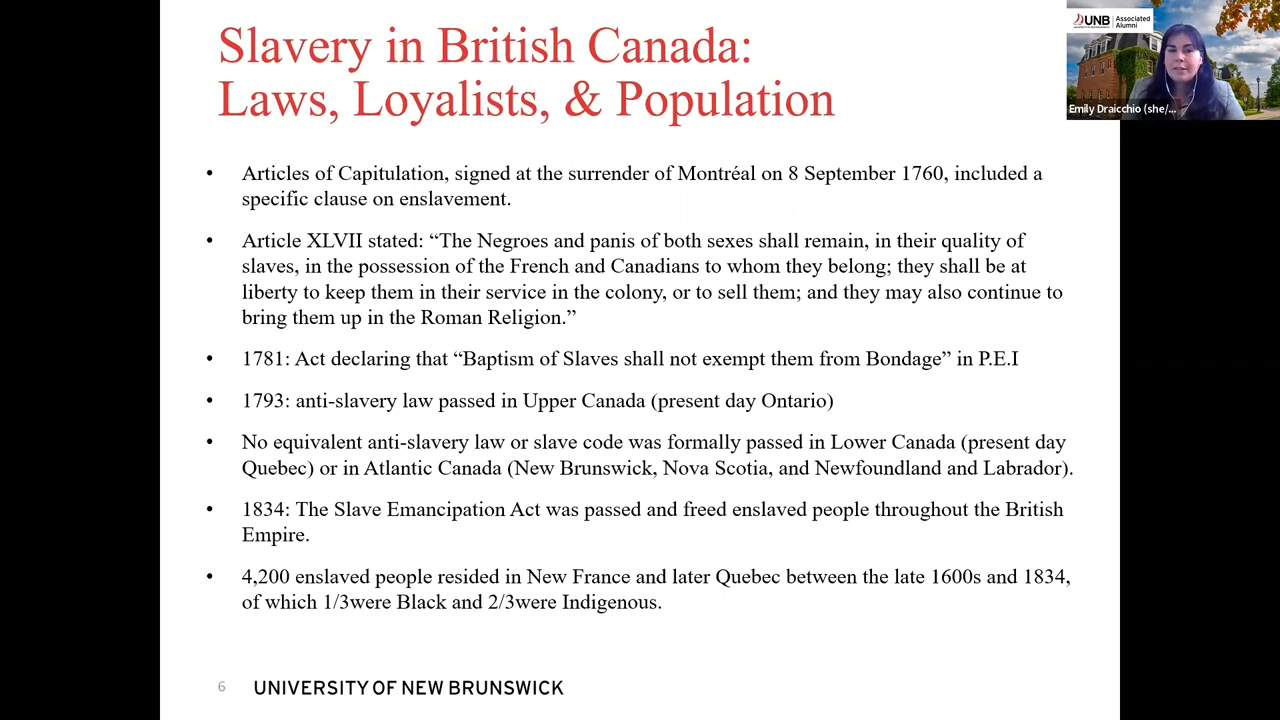 Slavery in British Canada:
Laws, Loyalists, & Population
UNB
Associated
Alumni
Emily Draicchio (she/...
• Articles of Capitulation, signed at the surrender of Montréal on 8 September 1760, included a
specific clause on enslavement.
• Article XLVII stated: “The Negroes and panis of both sexes shall remain, in their quality of
slaves, in the possession of the French and Canadians to whom they belong; they shall be at
liberty to keep them in their service in the colony, or to sell them; and they may also continue to
bring them up in the Roman Religion.”
• 1781: Act declaring that “Baptism of Slaves shall not exempt them from Bondage” in P.E.I
• 1793: anti-slavery law passed in Upper Canada (present day Ontario)
• No equivalent anti-slavery law or slave code was formally passed in Lower Canada (present day
Quebec) or in Atlantic Canada (New Brunswick, Nova Scotia, and Newfoundland and Labrador).
• 1834: The Slave Emancipation Act was passed and freed enslaved people throughout the British
Empire.
• 4,200 enslaved people resided in New France and later Quebec between the late 1600s and 1834,
of which 1/3were Black and 2/3were Indigenous.
6 UNIVERSITY OF NEW BRUNSWICK